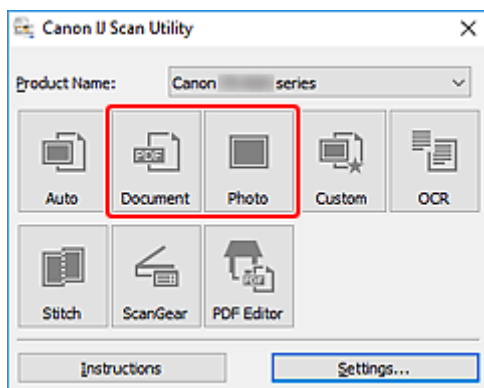 Canon IJ Scan Utility
Product Name: Canon series
Auto Document Photo Custom OCR
Stitch ScanGear PDF Editor
Instructions Settings...